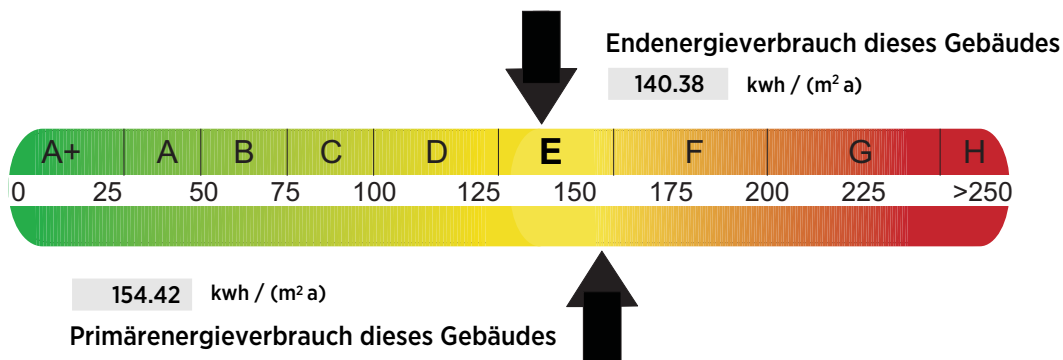 Endenergieverbrauch dieses Gebäudes
140.38 kwh / (m² a)
A+ A B C D E F G H
0 25 50 75 100 125 150 175 200 225 >250
154.42 kwh / (m² a)
Primärenergieverbrauch dieses Gebäudes